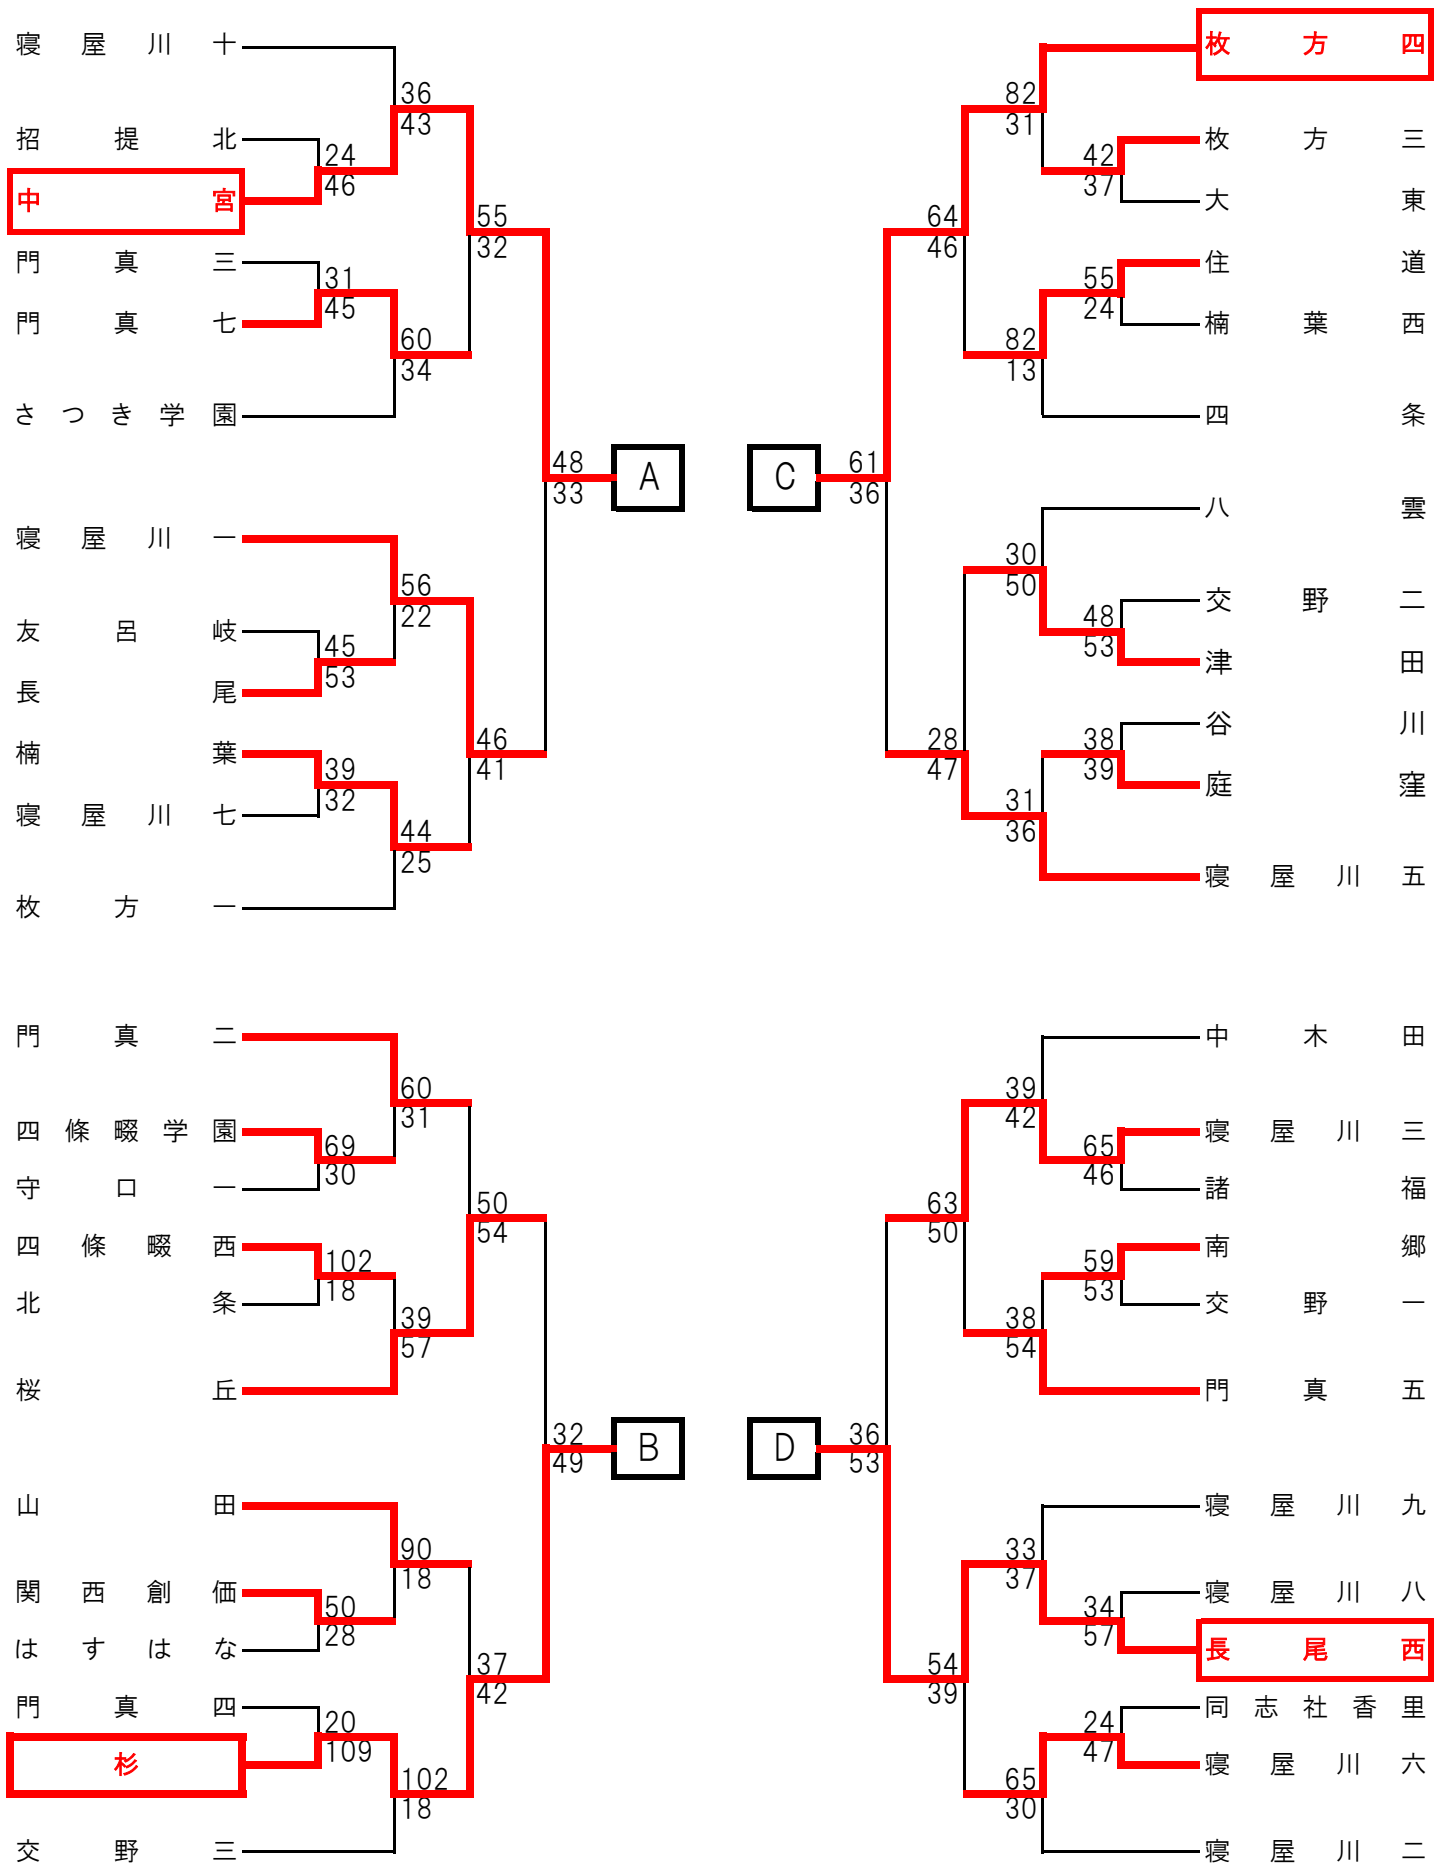 寝屋川十
36
43
招提北
24
46
中宮
55
32
門真三
31
45
門真七
60
34
さつき学園
48
33
A
寝屋川一
56
22
友呂岐
45
53
長尾
46
41
楠葉
39
32
寝屋川七
44
25
枚方一
枚方四
82
31
枚方三
42
37
大東
64
46
住道
55
24
楠葉西
82
13
四条
C
61
36
八雲
30
50
交野二
48
53
津田
28
47
谷川
38
39
庭窪
31
36
寝屋川五
門真二
60
31
四條畷学園
69
30
守口一
50
54
四條畷西
102
18
北条
39
57
桜丘
32
49
B
山田
90
18
関西創価
50
28
はすはな
37
42
門真四
20
109
杉
102
18
交野三
中木田
39
42
寝屋川三
65
46
諸福
63
50
南郷
59
53
交野一
38
54
門真五
D
36
53
寝屋川九
33
37
寝屋川八
34
57
長尾西
54
39
同志社香里
24
47
寝屋川六
65
30
寝屋川二